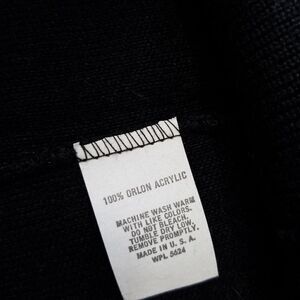 100% ORLON ACRYLIC
MACHINE WASH WARM
WITH LIKE COLORS.
DO NOT BLEACH.
TUMBLE DRY LOW.
REMOVE PROMPTLY.
MADE IN U. S. A.
WPL 5624